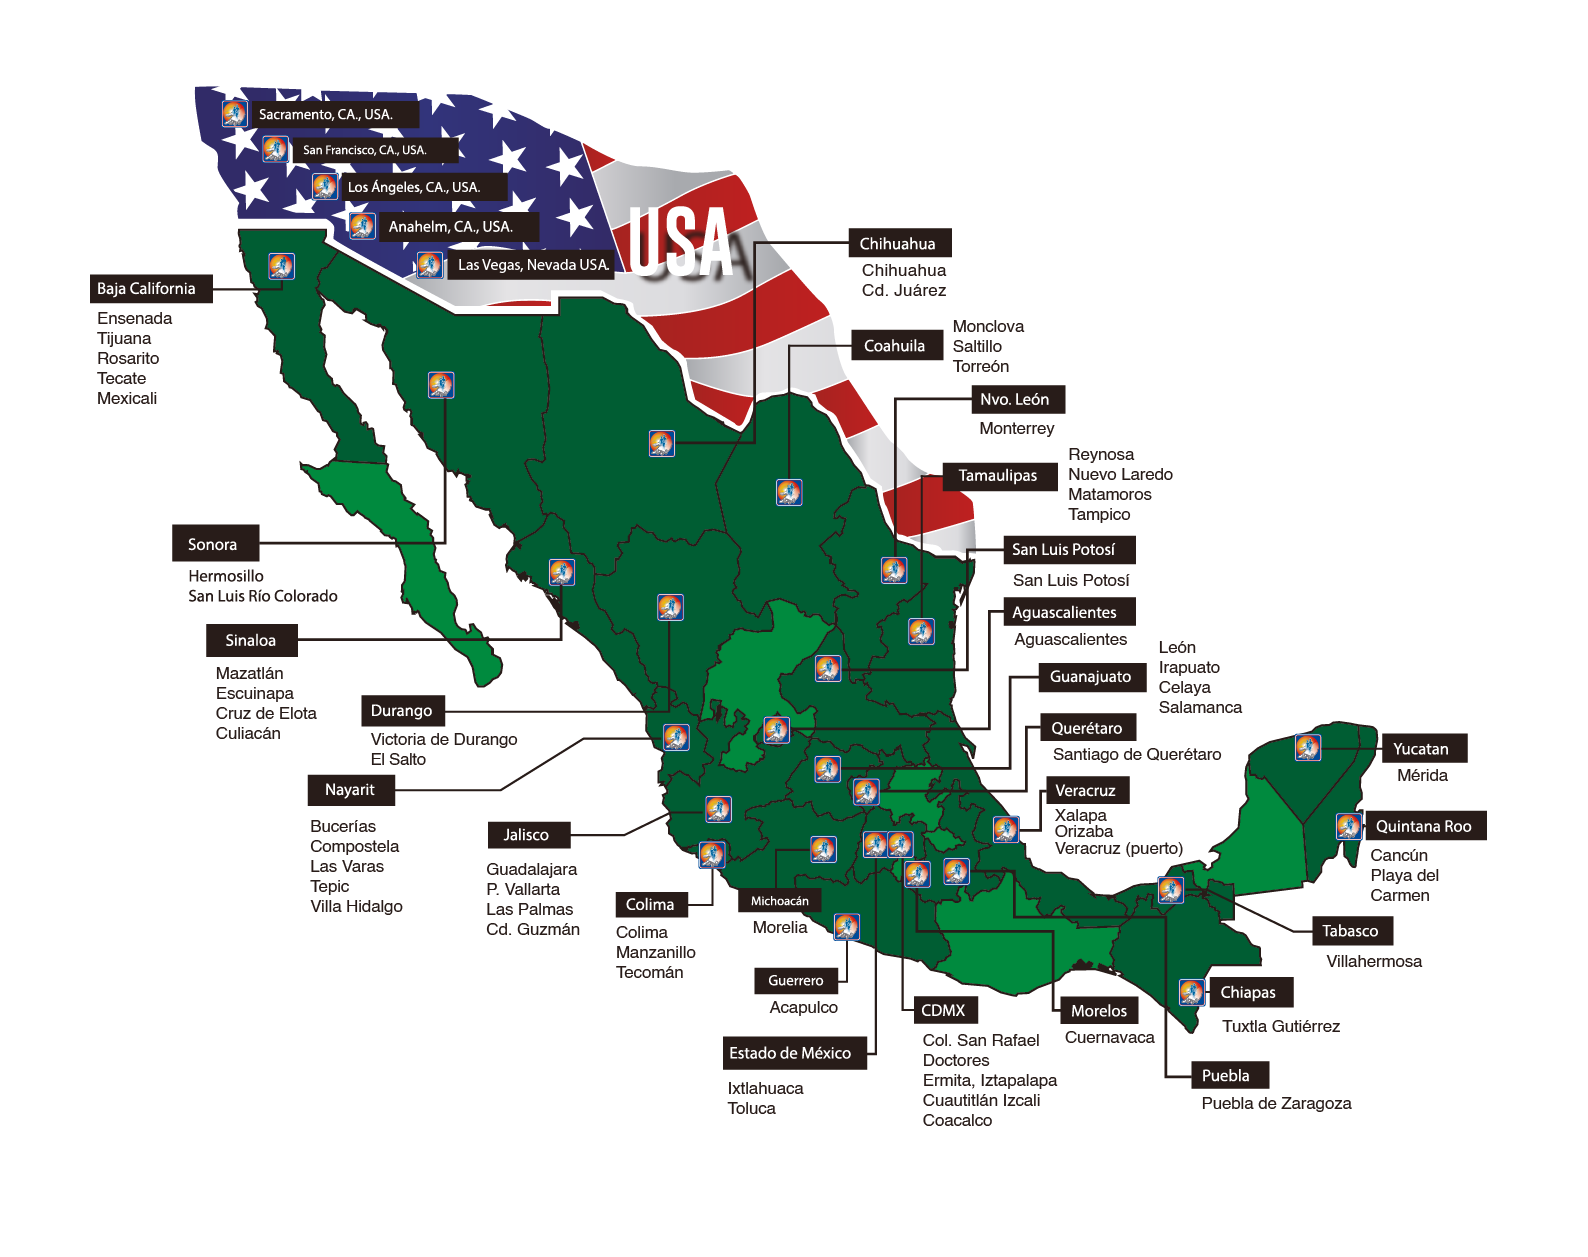 Sacramento, CA., USA.
San Francisco, CA., USA.
Los Ángeles, CA., USA.
Anahelm, CA., USA.
Las Vegas, Nevada USA.
USA
Chihuahua
Chihuahua
Cd. Juárez
Baja California
Ensenada
Tijuana
Rosarito
Tecate
Mexicali
Coahuila
Monclova
Saltillo
Torreón
Nvo. León
Monterrey
Tamaulipas
Reynosa
Nuevo Laredo
Matamoros
Tampico
Sonora
Hermosillo
San Luis Río Colorado
San Luis Potosí
San Luis Potosí
Aguascalientes
Aguascalientes
Sinaloa
Mazatlán
Escuinapa
Cruz de Elota
Culiacán
Guanajuato
León
Irapuato
Celaya
Salamanca
Durango
Victoria de Durango
El Salto
Querétaro
Santiago de Querétaro
Nayarit
Bucerías
Compostela
Las Varas
Tepic
Villa Hidalgo
Veracruz
Xalapa
Orizaba
Veracruz (puerto)
Yucatan
Mérida
Quintana Roo
Cancún
Playa del
Carmen
Jalisco
Guadalajara
P. Vallarta
Las Palmas
Cd. Guzmán
Colima
Colima
Manzanillo
Tecomán
Michoacán
Morelia
Tabasco
Villahermosa
Guerrero
Acapulco
Chiapas
Tuxtla Gutiérrez
CDMX
Col. San Rafael
Doctores
Ermita, Iztapalapa
Cuautitlán Izcali
Coacalco
Morelos
Cuernavaca
Estado de México
Ixtlahuaca
Toluca
Puebla
Puebla de Zaragoza